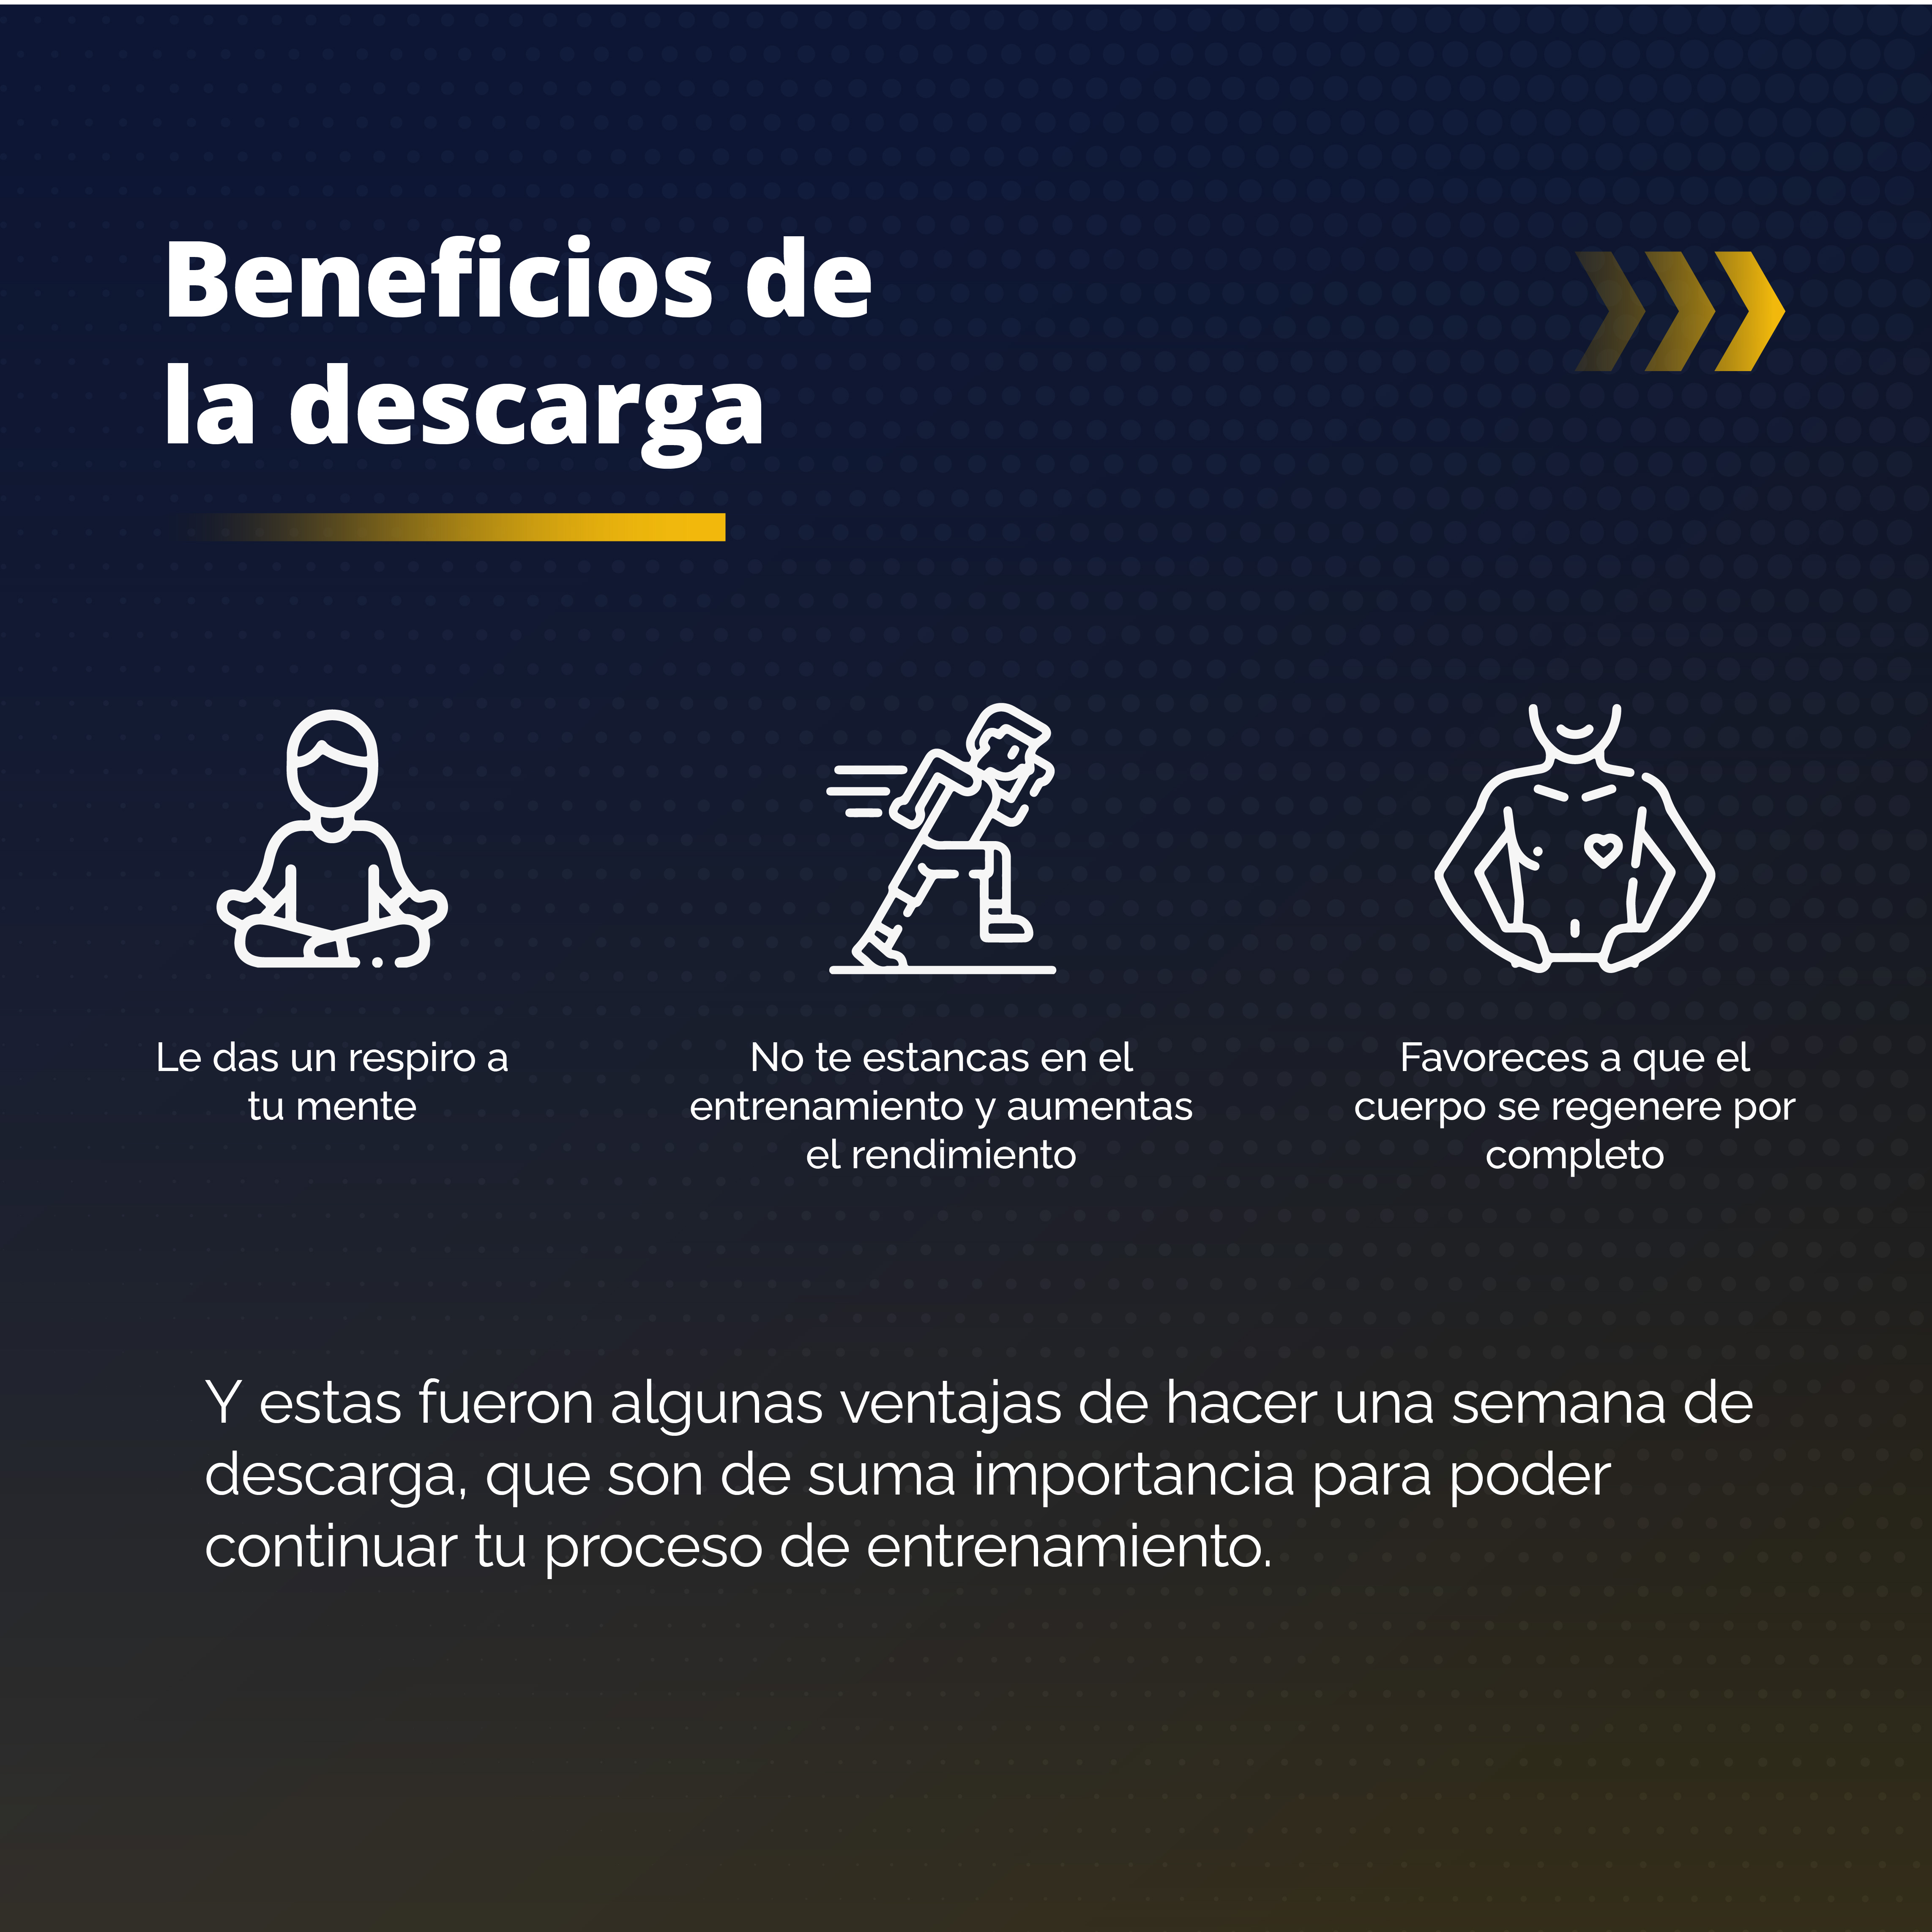 Beneficios de
la descarga
Le das un respiro a
tu mente
No te estancas en el
entrenamiento y aumentas
el rendimiento
Favoreces a que el
cuerpo se regenere por
completo
Y estas fueron algunas ventajas de hacer una semana de
descarga, que son de suma importancia para poder
continuar tu proceso de entrenamiento.